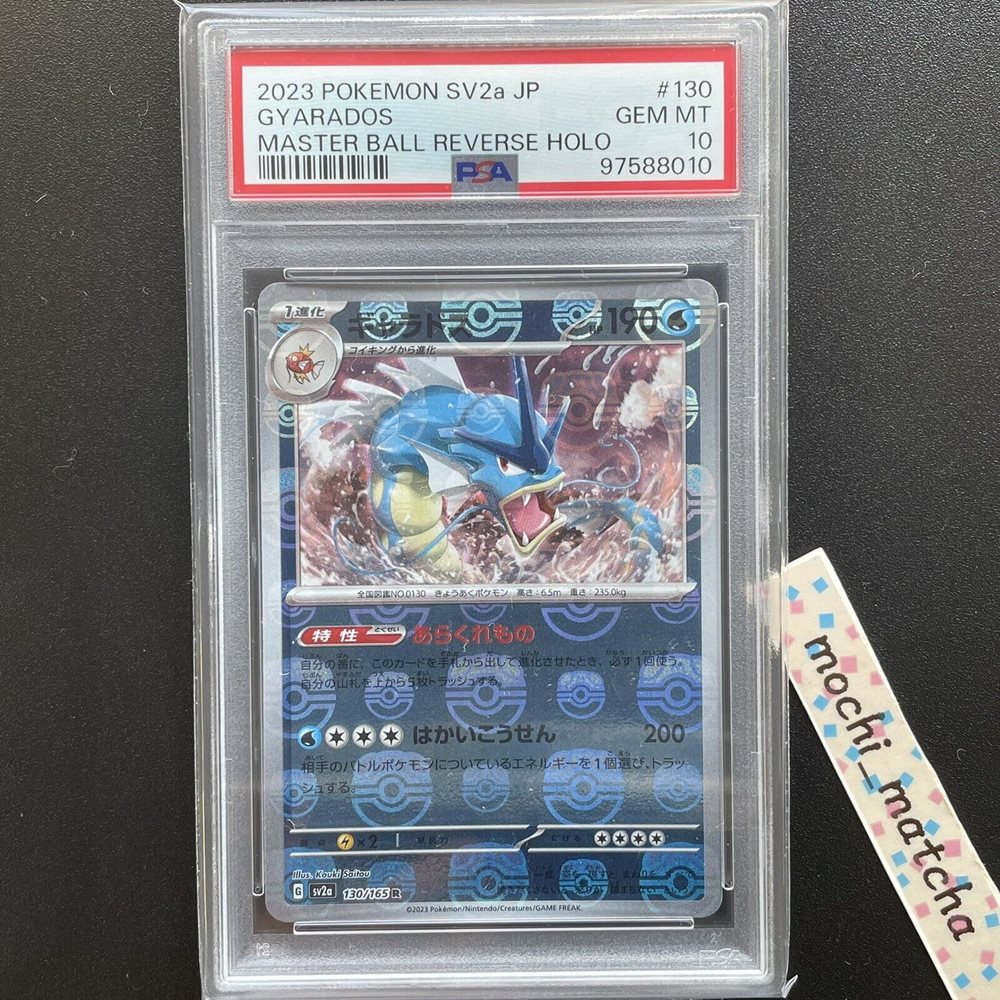 2023 POKEMON SV2a JP #130
GYARADOS GEM MT
MASTER BALL REVERSE HOLO 10
PSA 97588010
1進化
ギャラドス HP 190
コイキングから進化
全国図鑑NO.0130 きょうあくポケモン 高さ:6.5m 重さ:235.0kg
特性 とくせい あらくれもの
自分の番に、このカードを手札から出して進化させたとき、必ず1回使う。
自分の山札を上から5枚トラッシュする。
はかいこうせん 200
相手のバトルポケモンについているエネルギーを1個選び、トラッ
シュする。
弱点 ×2 抵抗力 にげる
Illus. Kouki Saitou
G sv2a 130/165 R
©2023 Pokémon/Nintendo/Creatures/GAME FREAK.
mochi_matcha